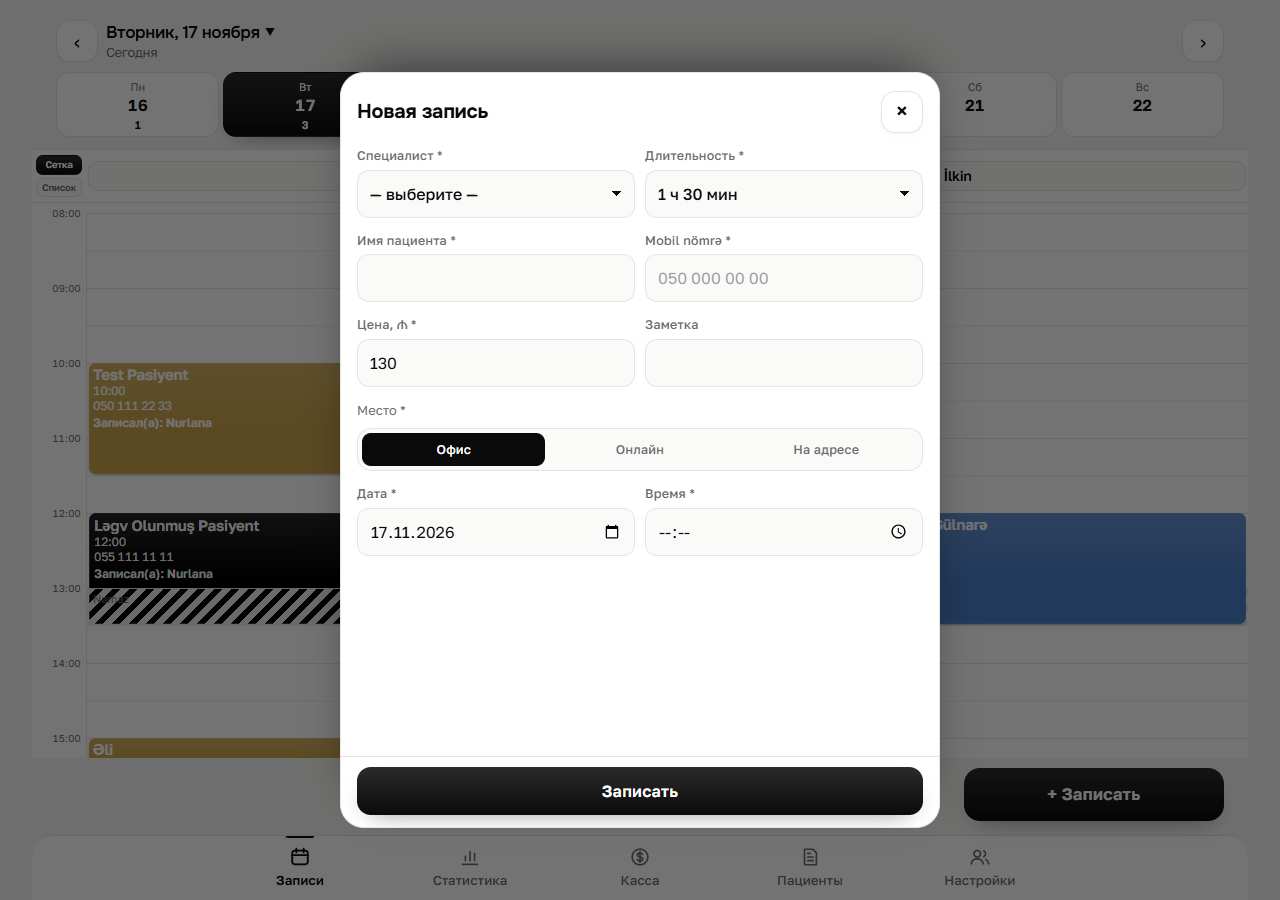 ‹
Вторник, 17 ноября ▼
Сегодня
›
Пн
16
1
Вт
17
3
Сб
21
Вс
22
Сетка
Список
İlkin
08:00
09:00
10:00
11:00
12:00
13:00
14:00
15:00
Test Pasiyent
10:00
050 111 22 33
Записал(а): Nurlana
Ləğv Olunmuş Pasiyent
12:00
055 111 11 11
Записал(а): Nurlana
Əli
Gülnarə
Новая запись
×
Специалист *
Длительность *
— выберите —
1 ч 30 мин
Имя пациента *
Mobil nömrə *
050 000 00 00
Цена, ₼ *
Заметка
130
Место *
Офис
Онлайн
На адресе
Дата *
Время *
17.11.2026
--:--
Записать
+ Записать
Записи
Статистика
Касса
Пациенты
Настройки